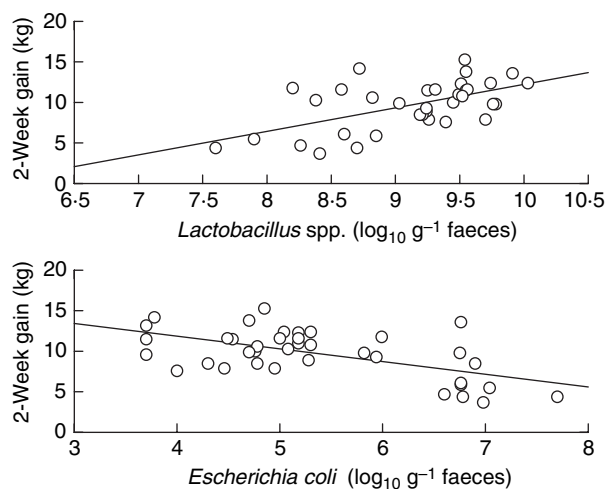 2-Week gain (kg)
20
15
10
5
0
6·5 7 7·5 8 8·5 9 9·5 10 10·5
Lactobacillus spp. (log10 g–1 faeces)
2-Week gain (kg)
20
15
10
5
0
3 4 5 6 7 8
Escherichia coli (log10 g–1 faeces)